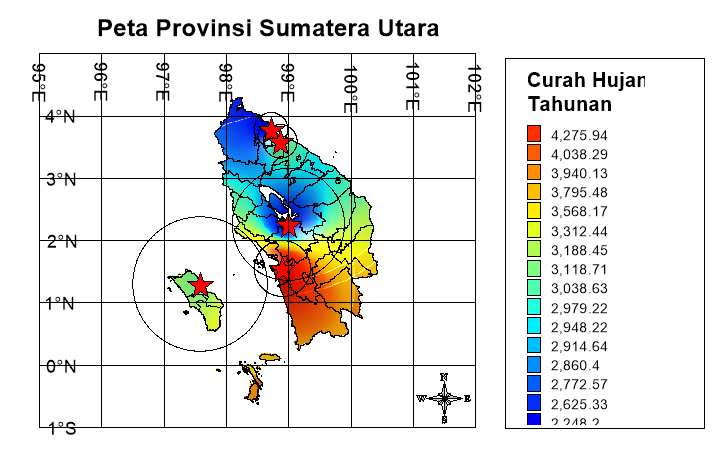 Peta Provinsi Sumatera Utara
95°E
96°E
97°E
98°E
99°E
100°E
101°E
102°E
4°N
3°N
2°N
1°N
0°N
1°S
N
W
E
S
Curah Hujan
Tahunan
4,275.94
4,038.29
3,940.13
3,795.48
3,568.17
3,312.44
3,188.45
3,118.71
3,038.63
2,979.22
2,948.22
2,914.64
2,860.4
2,772.57
2,625.33
2,248.2